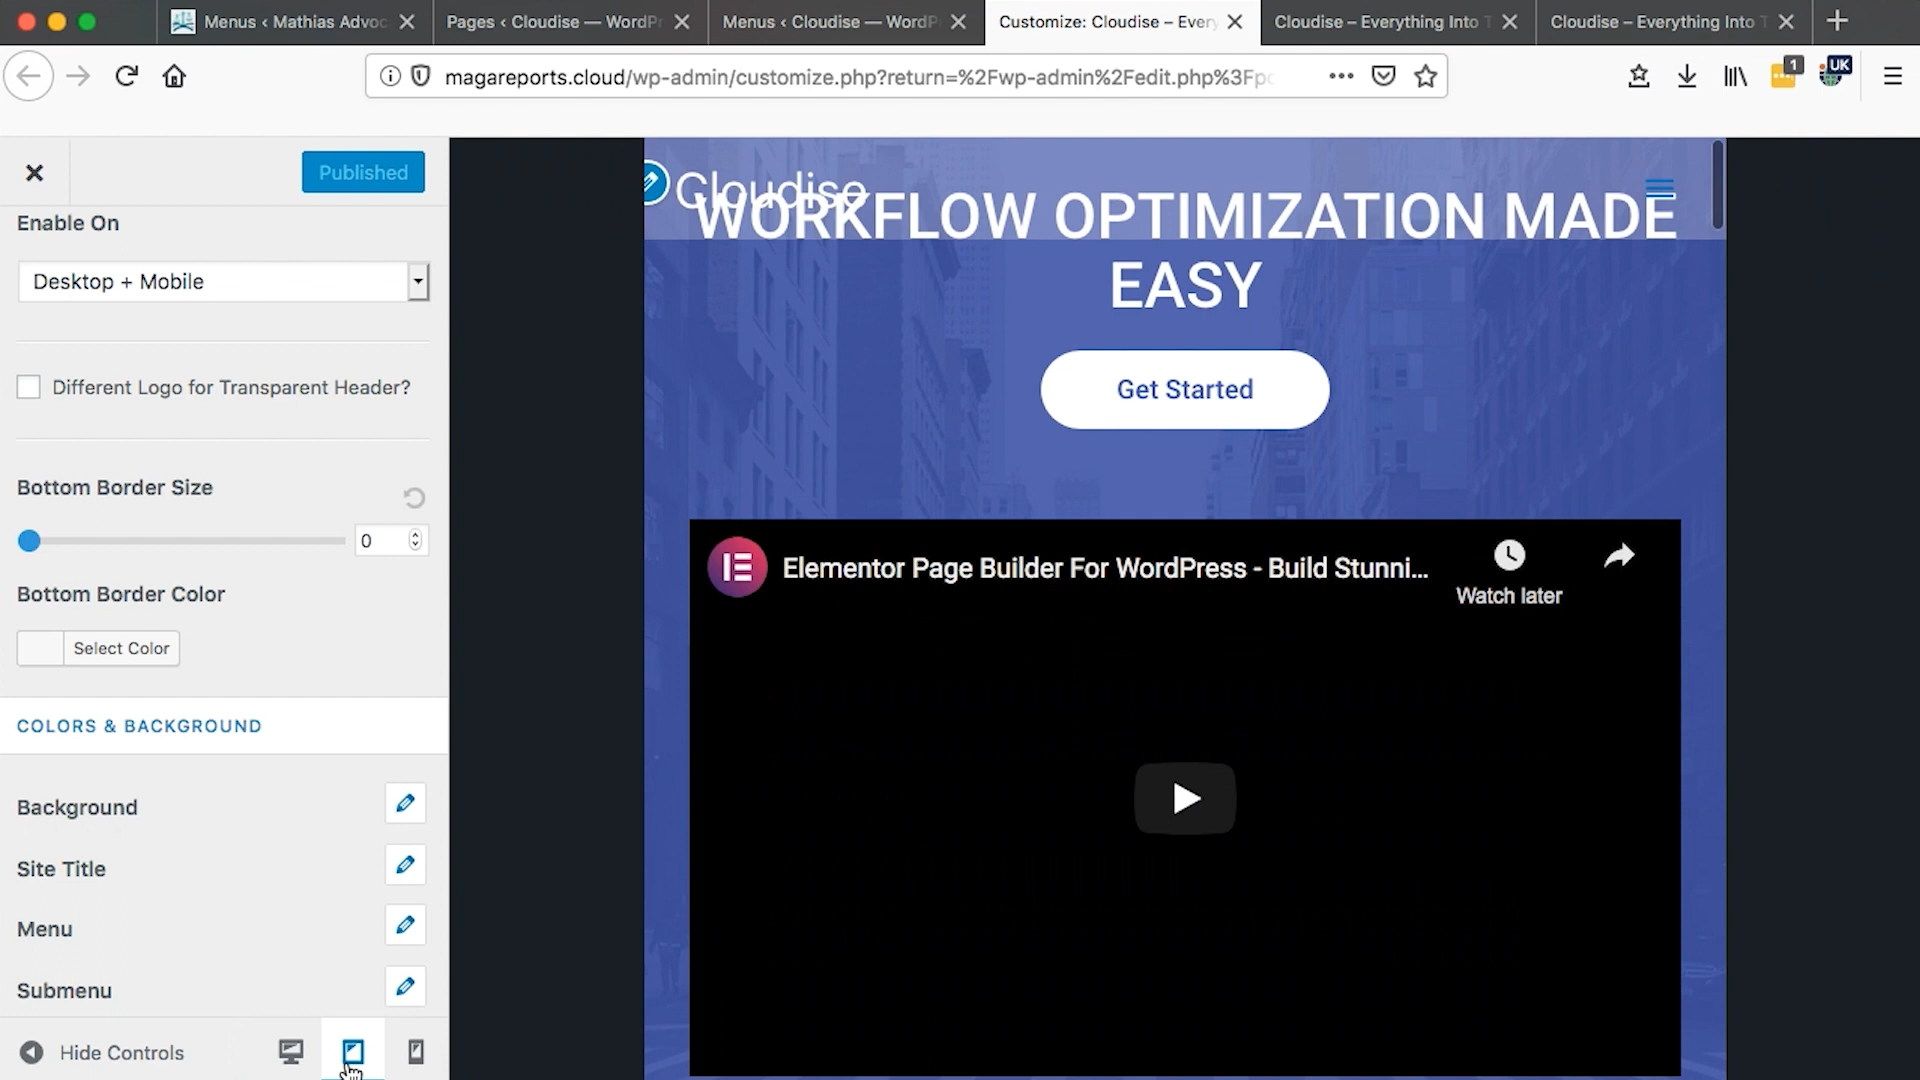 Menus ‹ Mathias Advoc
Pages ‹ Cloudise — WordPr
Menus ‹ Cloudise — WordP
Customize: Cloudise – Every
Cloudise – Everything Into T
Cloudise – Everything Into T
magareports.cloud/wp-admin/customize.php?return=%2Fwp-admin%2Fedit.php%3Fpo
1
UK
Published
Enable On
Desktop + Mobile
Different Logo for Transparent Header?
Bottom Border Size
0
Bottom Border Color
Select Color
COLORS & BACKGROUND
Background
Site Title
Menu
Submenu
Hide Controls
Cloudise
WORKFLOW OPTIMIZATION MADE
EASY
Get Started
Elementor Page Builder For WordPress - Build Stunni...
Watch later